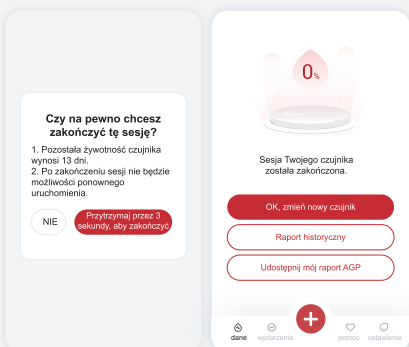 Czy na pewno chcesz
zakończyć tę sesję?
1. Pozostała żywotność czujnika
wynosi 13 dni.
2. Po zakończeniu sesji nie będzie
możliwości ponownego
uruchomienia.
NIE
Przytrzymaj przez 3
sekundy, aby zakończyć.
0%
Sesja Twojego czujnika
została zakończona.
OK, zmień nowy czujnik
Raport historyczny
Udostępnij mój raport AGP
dane wydarzenie pomoc ustawienie